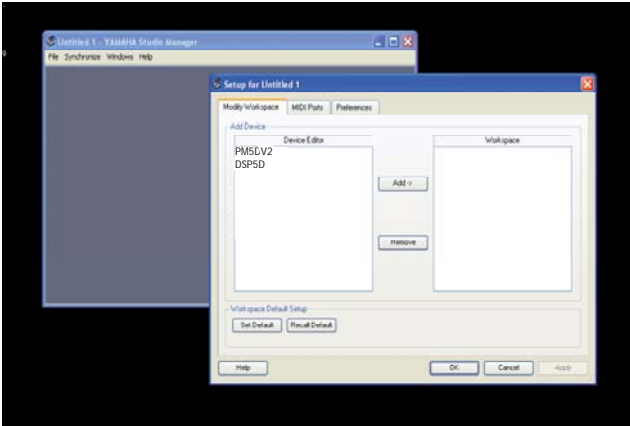 Untitled 1 - YAMAHA Studio Manager
File Synchronize Windows Help
Setup for Untitled 1
Modify Workspace MIDI Ports Preferences
Add Device
Device Editor Workspace
PM5DV2
DSP5D
Add ->
Remove
Workspace Default Setup
Set Default Recall Default
Help OK Cancel Apply